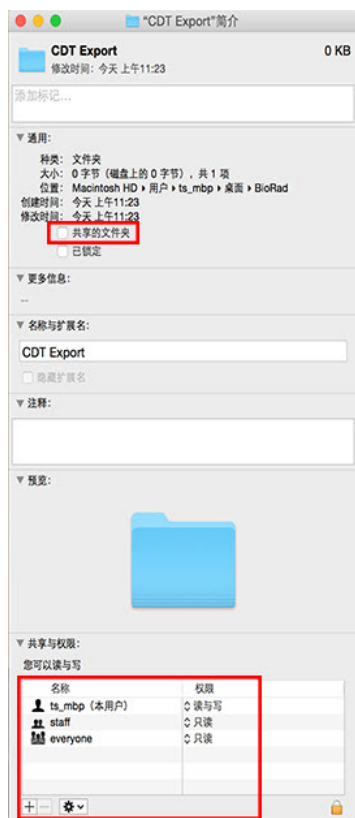 “CDT Export”简介
CDT Export 0 KB
修改时间：今天 上午11:23
添加标记...
通用：
种类：文件夹
大小：0 字节（磁盘上的 0 字节），共 1 项
位置：Macintosh HD ▸ 用户 ▸ ts_mbp ▸ 桌面 ▸ BioRad
创建时间：今天 上午11:23
修改时间：今天 上午11:23
共享的文件夹
已锁定
更多信息：
--
名称与扩展名：
CDT Export
隐藏扩展名
注释：
预览：
共享与权限：
您可以读与写
名称 权限
ts_mbp（本用户） 读与写
staff 只读
everyone 只读